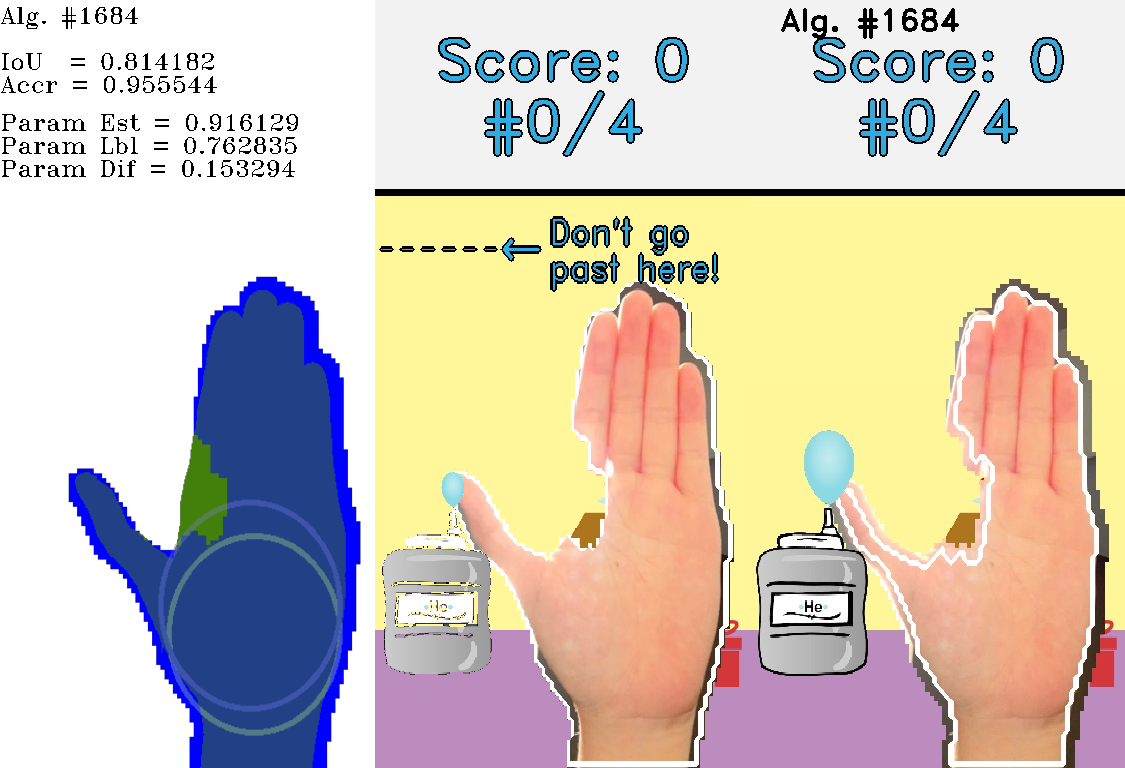 Alg. #1684
IoU = 0.814182
Accr = 0.955544
Param Est = 0.916129
Param Lbl = 0.762835
Param Dif = 0.153294
Score: 0
#0/4
Don't go
past here!
He
Alg. #1684
Score: 0
#0/4
He